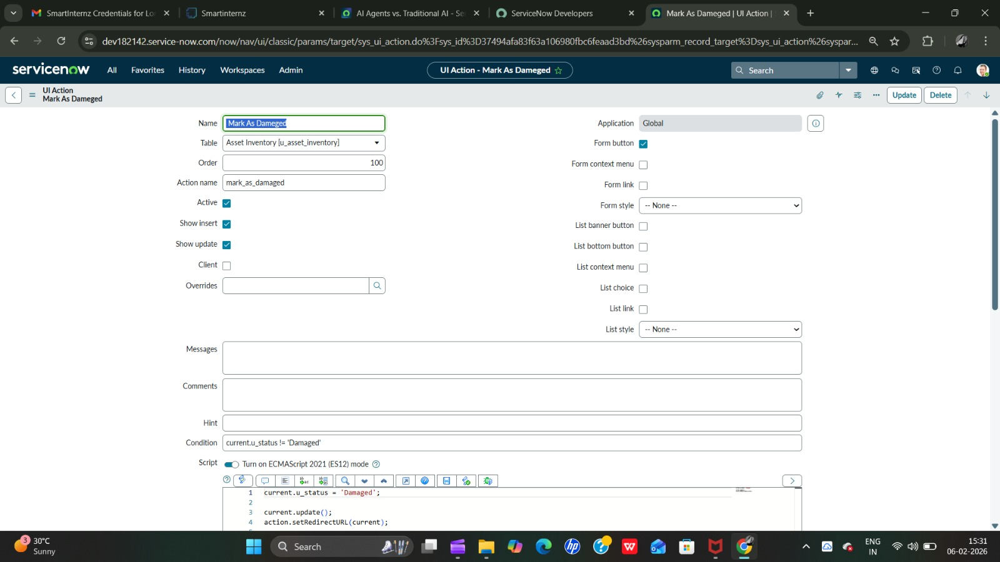 SmartInternz Credentials for Lo
Smartinternz
AI Agents vs. Traditional AI - Se
ServiceNow Developers
Mark As Dameged | UI Action |
dev182142.service-now.com/now/nav/ui/classic/params/target/sys_ui_action.do%3Fsys_id%3D37494afa83f63a106980fbc6feaad3bd%26sysparm_record_target%3Dsys_ui_action%26syspar...
servicenow
All
Favorites
History
Workspaces
Admin
UI Action - Mark As Dameged
Search
UI Action
Mark As Dameged
Update
Delete
Name
Mark As Dameged
Application
Global
Table
Asset Inventory [u_asset_inventory]
Form button
Order
100
Form context menu
Action name
mark_as_damaged
Form link
Active
Form style
-- None --
Show insert
List banner button
Show update
List bottom button
Client
List context menu
Overrides
List choice
List link
List style
-- None --
Messages
Comments
Hint
Condition
current.u_status != 'Damaged'
Script
Turn on ECMAScript 2021 (ES12) mode
1 current.u_status = 'Damaged';
2
3 current.update();
4 action.setRedirectURL(current);
3
30°C
Sunny
Search
hp
W
ENG
IN
15:31
06-02-2026